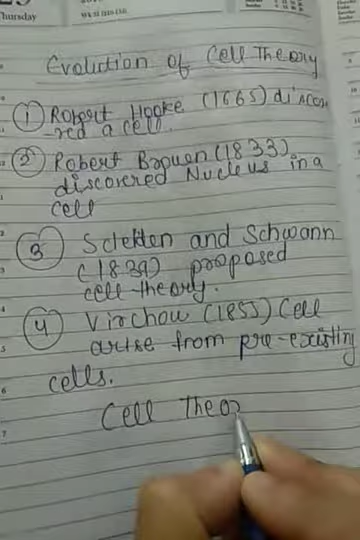 Thursday
Evolution of Cell Theory
① Robert Hooke (1665) discov
-red a cell.
② Robert Brown (1833)
discovered Nucleus in a
cell
③ Sclekden and Schwann
(1839) proposed
cell-theory.
④ Virchow (1855) Cell
arise from pre-existing
cells.
Cell Theo